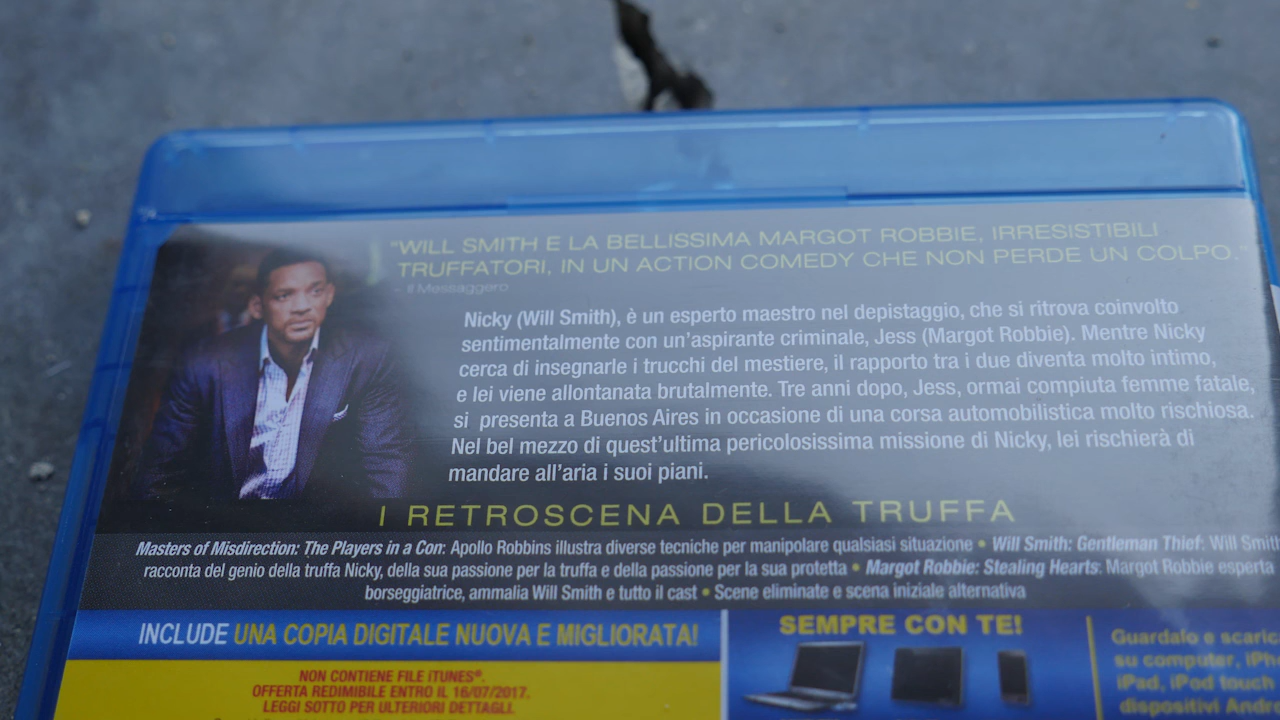 "WILL SMITH E LA BELLISSIMA MARGOT ROBBIE, IRRESISTIBILI
TRUFFATORI, IN UN ACTION COMEDY CHE NON PERDE UN COLPO."
- Il Messaggero
Nicky (Will Smith), è un esperto maestro nel depistaggio, che si ritrova coinvolto
sentimentalmente con un'aspirante criminale, Jess (Margot Robbie). Mentre Nicky
cerca di insegnarle i trucchi del mestiere, il rapporto tra i due diventa molto intimo,
e lei viene allontanata brutalmente. Tre anni dopo, Jess, ormai compiuta femme fatale,
si presenta a Buenos Aires in occasione di una corsa automobilistica molto rischiosa.
Nel bel mezzo di quest'ultima pericolosissima missione di Nicky, lei rischierà di
mandare all'aria i suoi piani.
I RETROSCENA DELLA TRUFFA
Masters of Misdirection: The Players in a Con: Apollo Robbins illustra diverse tecniche per manipolare qualsiasi situazione • Will Smith: Gentleman Thief: Will Smith
racconta del genio della truffa Nicky, della sua passione per la truffa e della passione per la sua protetta • Margot Robbie: Stealing Hearts: Margot Robbie esperta
borseggiatrice, ammalia Will Smith e tutto il cast • Scene eliminate e scena iniziale alternativa
INCLUDE UNA COPIA DIGITALE NUOVA E MIGLIORATA!
NON CONTIENE FILE iTUNES®.
OFFERTA REDIMIBILE ENTRO IL 16/07/2017.
LEGGI SOTTO PER ULTERIORI DETTAGLI.
SEMPRE CON TE!
Guardalo e scaric
su computer, iPh
iPad, iPod touch
dispositivi Andro